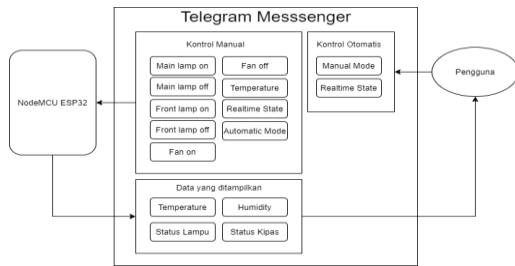 Telegram Messsenger
Kontrol Manual
Main lamp on
Main lamp off
Front lamp on
Front lamp off
Fan on
Fan off
Temperature
Realtime State
Automatic Mode
Kontrol Otomatis
Manual Mode
Realtime State
Pengguna
NodeMCU ESP32
Data yang ditampilkan
Temperature
Humidity
Status Lampu
Status Kipas